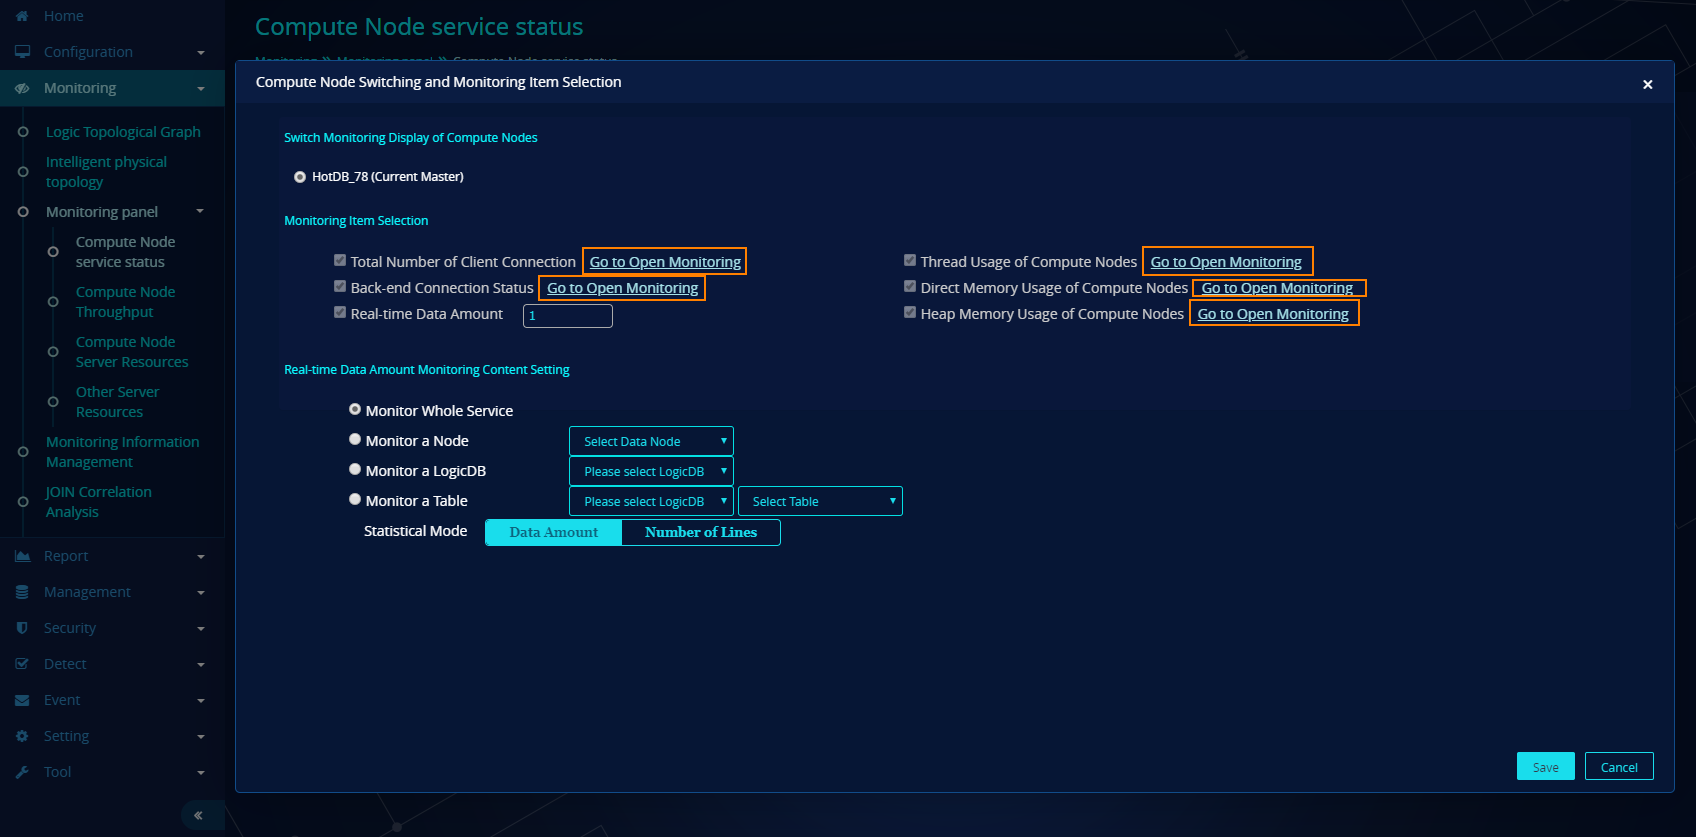 Home
Configuration
Monitoring
Logic Topological Graph
Intelligent physical
topology
Monitoring panel
Compute Node
service status
Compute Node
Throughput
Compute Node
Server Resources
Other Server
Resources
Monitoring Information
Management
JOIN Correlation
Analysis
Report
Management
Security
Detect
Event
Setting
Tool
«
Compute Node service status
Monitoring » Monitoring panel » Compute Node service status
Compute Node Switching and Monitoring Item Selection
×
Switch Monitoring Display of Compute Nodes
HotDB_78 (Current Master)
Monitoring Item Selection
Total Number of Client Connection Go to Open Monitoring
Thread Usage of Compute Nodes Go to Open Monitoring
Back-end Connection Status Go to Open Monitoring
Direct Memory Usage of Compute Nodes Go to Open Monitoring
Real-time Data Amount 1
Heap Memory Usage of Compute Nodes Go to Open Monitoring
Real-time Data Amount Monitoring Content Setting
Monitor Whole Service
Monitor a Node Select Data Node
Monitor a LogicDB Please select LogicDB
Monitor a Table Please select LogicDB Select Table
Statistical Mode Data Amount Number of Lines
Save Cancel